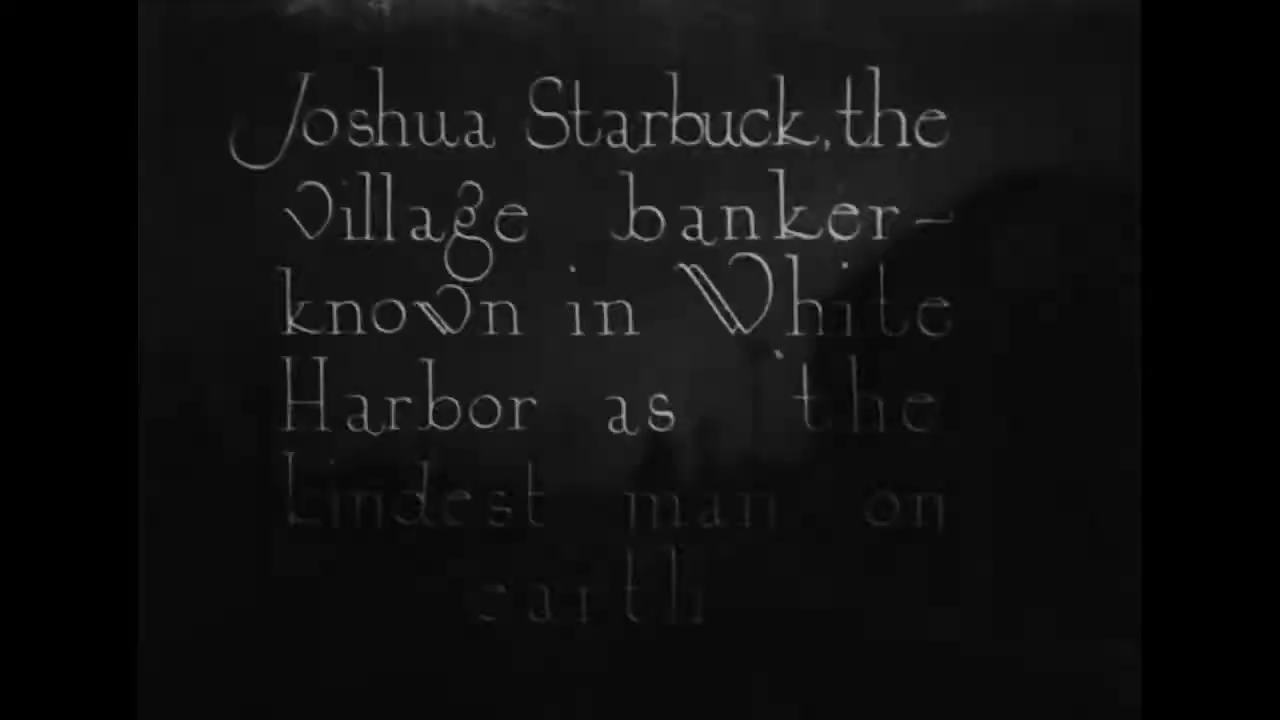 Joshua Starbuck, the
village banker–
known in White
Harbor as 'the
kindest man on
earth